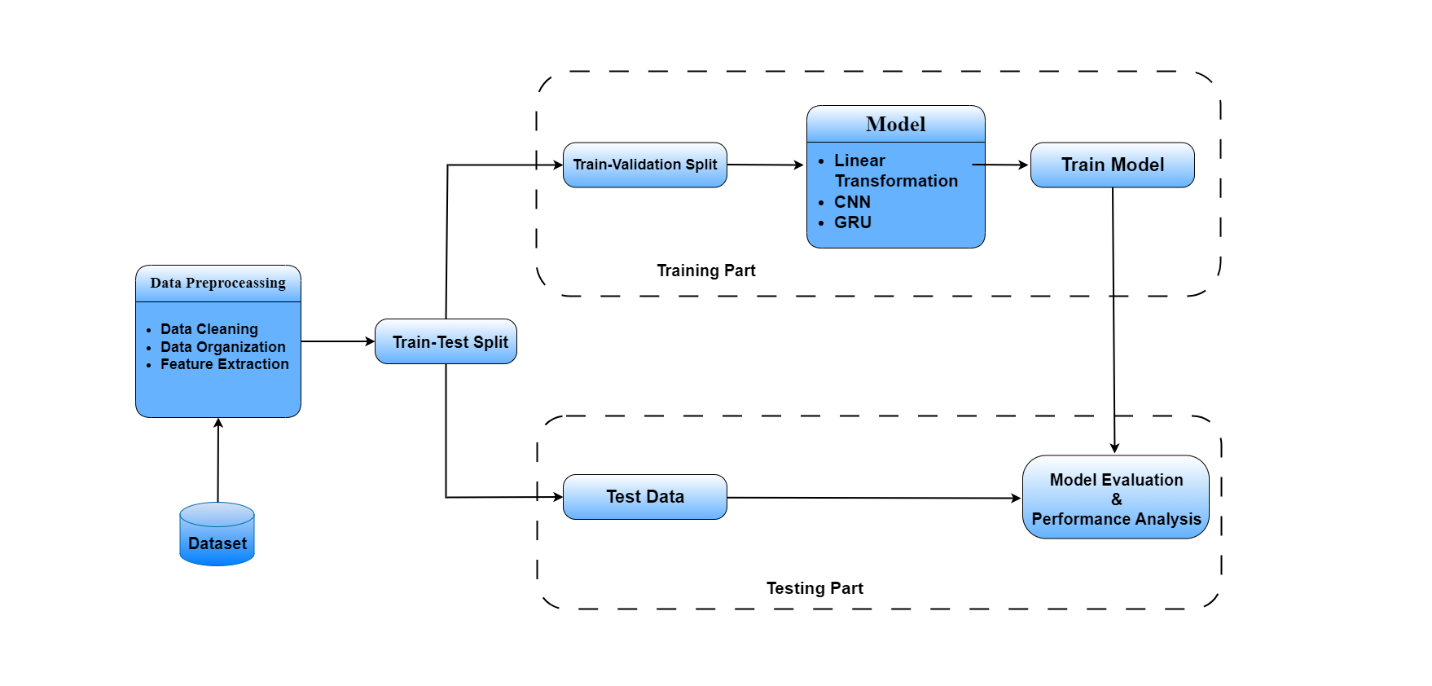 Data Preproceassing
• Data Cleaning
• Data Organization
• Feature Extraction
Dataset
Train-Test Split
Train-Validation Split
Model
• Linear
Transformation
• CNN
• GRU
Train Model
Training Part
Test Data
Model Evaluation
&
Performance Analysis
Testing Part